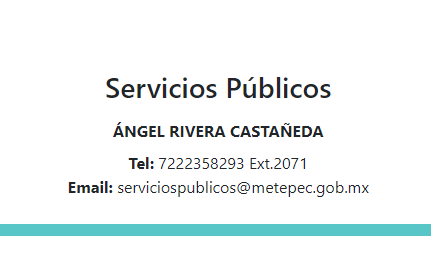 Servicios Públicos
ÁNGEL RIVERA CASTAÑEDA
Tel: 7222358293 Ext.2071
Email: serviciospublicos@metepec.gob.mx